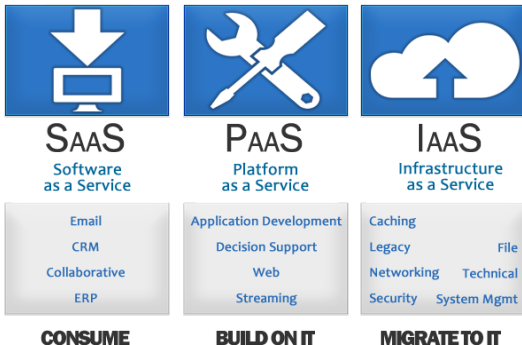 SaaS
Software
as a Service
Email
CRM
Collaborative
ERP
CONSUME
PaaS
Platform
as a Service
Application Development
Decision Support
Web
Streaming
BUILD ON IT
IaaS
Infrastructure
as a Service
Caching
Legacy File
Networking Technical
Security System Mgmt
MIGRATE TO IT